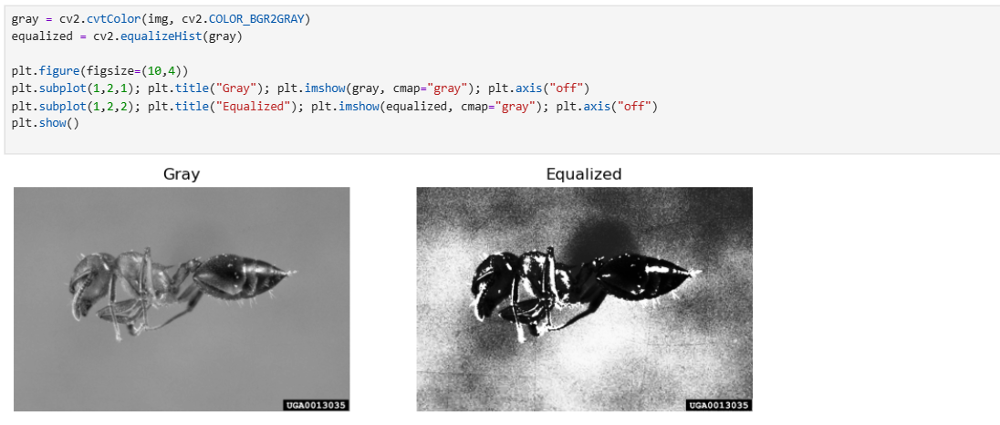 gray = cv2.cvtColor(img, cv2.COLOR_BGR2GRAY)
equalized = cv2.equalizeHist(gray)
plt.figure(figsize=(10,4))
plt.subplot(1,2,1); plt.title("Gray"); plt.imshow(gray, cmap="gray"); plt.axis("off")
plt.subplot(1,2,2); plt.title("Equalized"); plt.imshow(equalized, cmap="gray"); plt.axis("off")
plt.show()
Gray
Equalized
UGA0013035
UGA0013035